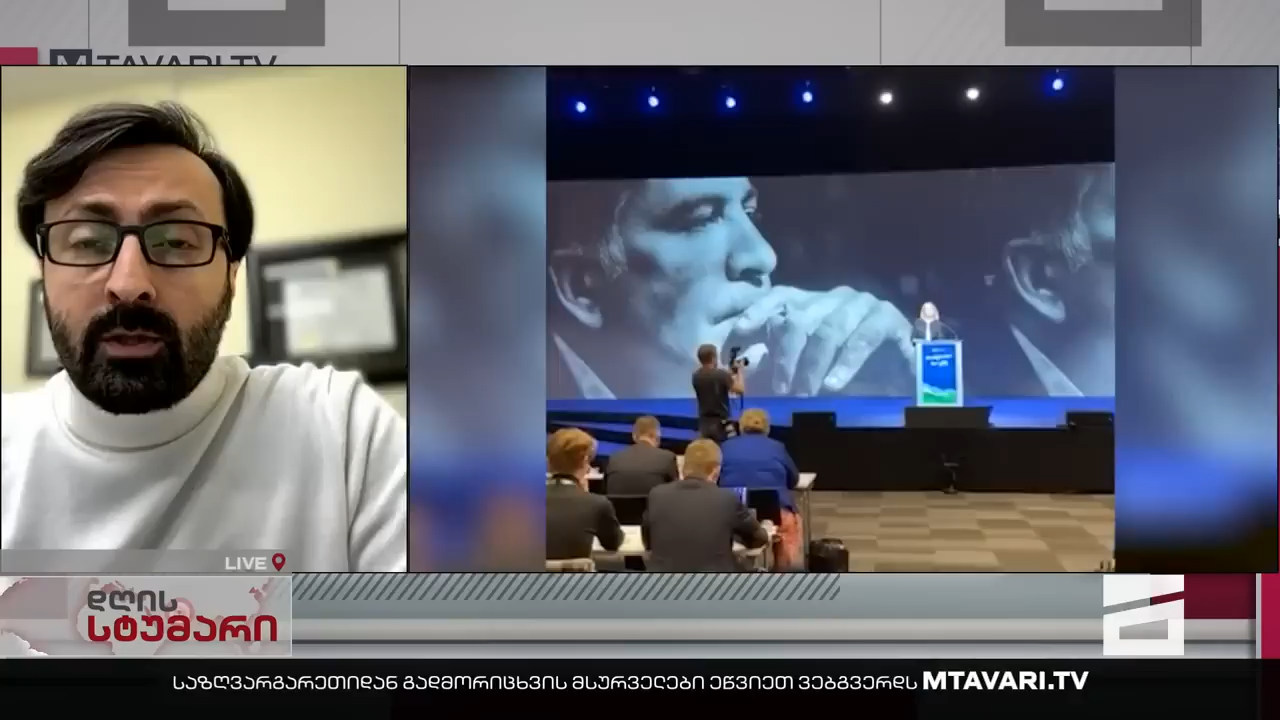 MTAVARI.TV
LIVE
დღის
სტუმარი
საზღვარგარეთიდან გადმორიცხვის მსურველები ეწვიეთ ვებგვერდს MTAVARI.TV